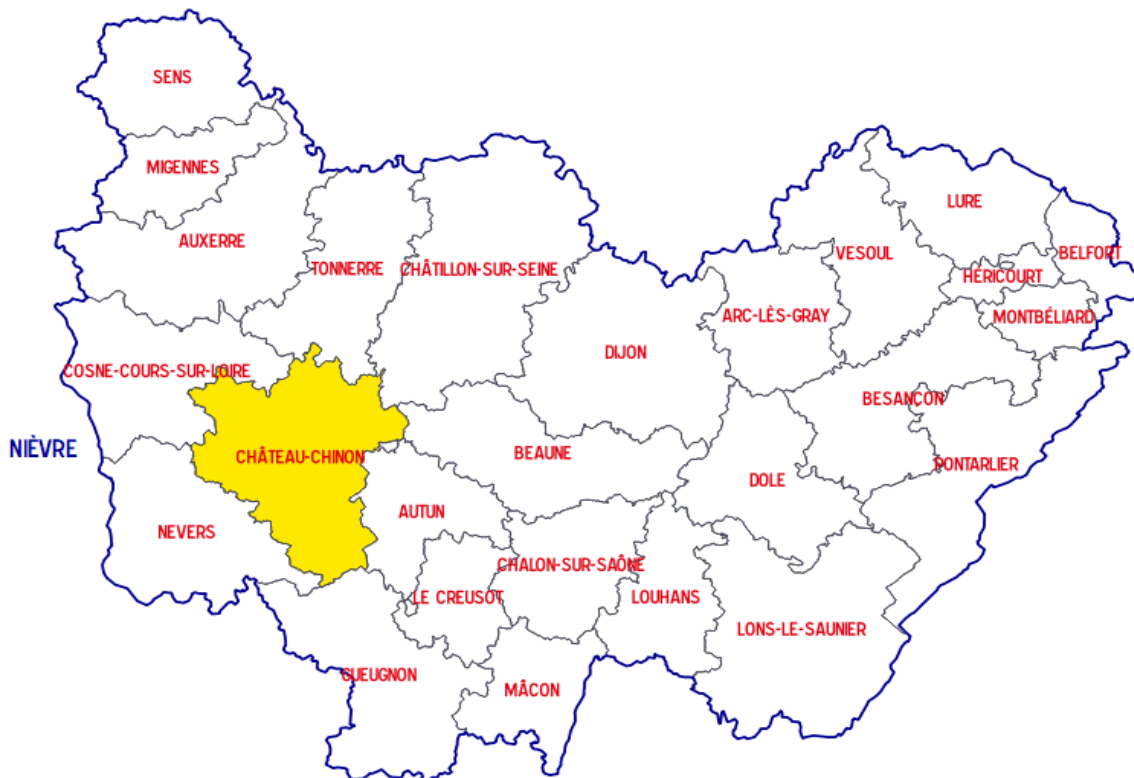 SENS
MIGENNES
LURE
AUXERRE
BELFORT
VESOUL
TONNERRE
CHÂTILLON-SUR-SEINE
HÉRICOURT
ARC-LÈS-GRAY
MONTBÉLIARD
DIJON
COSNE-COURS-SUR-LOIRE
BESANÇON
NIÈVRE
BEAUNE
CHÂTEAU-CHINON
PONTARLIER
DOLE
AUTUN
NEVERS
CHALON-SUR-SAÔNE
LE CREUSOT
LOUHANS
LONS-LE-SAUNIER
GUEUGNON
MÂCON